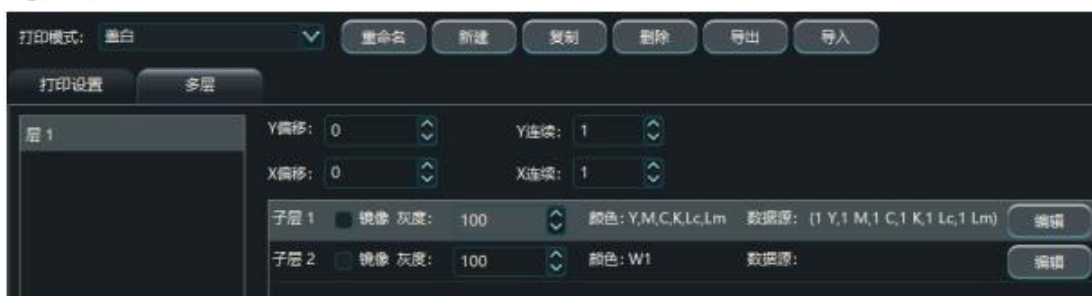 打印模式: 盖白 重命名 新建 复制 删除 导出 导入
打印设置 多层
层 1
Y偏移: 0 Y连续: 1
X偏移: 0 X连续: 1
子层 1 镜像 灰度: 100 颜色: Y,M,C,K,Lc,Lm 数据源: (1 Y,1 M,1 C,1 K,1 Lc,1 Lm) 编辑
子层 2 镜像 灰度: 100 颜色: W1 数据源: 编辑